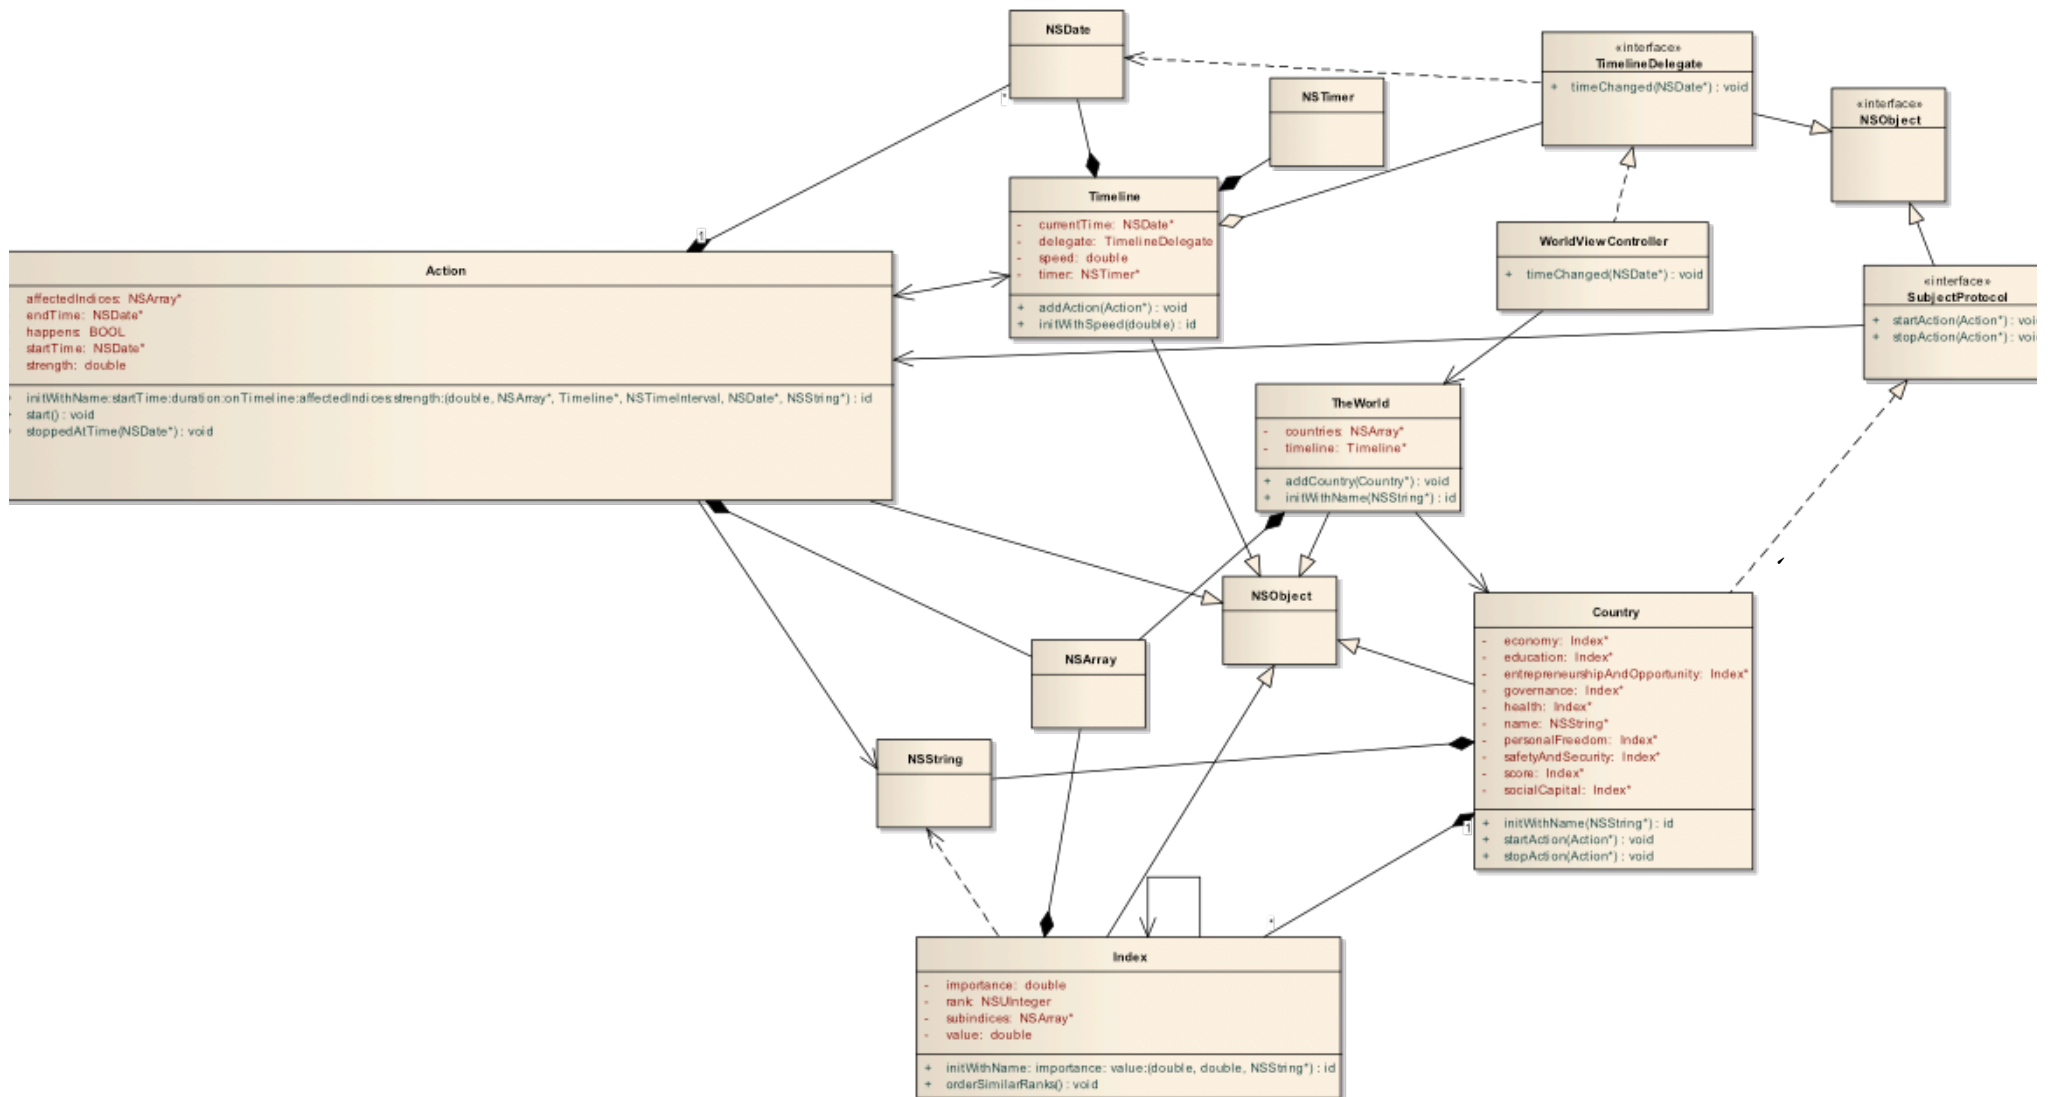 NSDate
*
«interface»
TimelineDelegate
+ timeChanged(NSDate*) : void
NSTimer
«interface»
NSObject
Timeline
- currentTime: NSDate*
- delegate: TimelineDelegate
- speed: double
- timer: NSTimer*
+ addAction(Action*) : void
+ initWithSpeed(double) : id
WorldViewController
+ timeChanged(NSDate*) : void
1
Action
affectedIndices: NSArray*
endTime: NSDate*
happens: BOOL
startTime: NSDate*
strength: double
initWithName:startTime:duration:onTimeline:affectedIndices:strength:(double, NSArray*, Timeline*, NSTimeInterval, NSDate*, NSString*) : id
start() : void
stoppedAtTime(NSDate*) : void
«interface»
SubjectProtocol
+ startAction(Action*) : voi
+ stopAction(Action*) : voi
TheWorld
- countries: NSArray*
- timeline: Timeline*
+ addCountry(Country*) : void
+ initWithName(NSString*) : id
NSObject
Country
- economy: Index*
- education: Index*
- entrepreneurshipAndOpportunity: Index*
- governance: Index*
- health: Index*
- name: NSString*
- personalFreedom: Index*
- safetyAndSecurity: Index*
- score: Index*
- socialCapital: Index*
+ initWithName(NSString*) : id
+ startAction(Action*) : void
+ stopAction(Action*) : void
NSArray
NSString
1
*
Index
- importance: double
- rank: NSUInteger
- subindices: NSArray*
- value: double
+ initWithName: importance: value:(double, double, NSString*) : id
+ orderSimilarRanks() : void